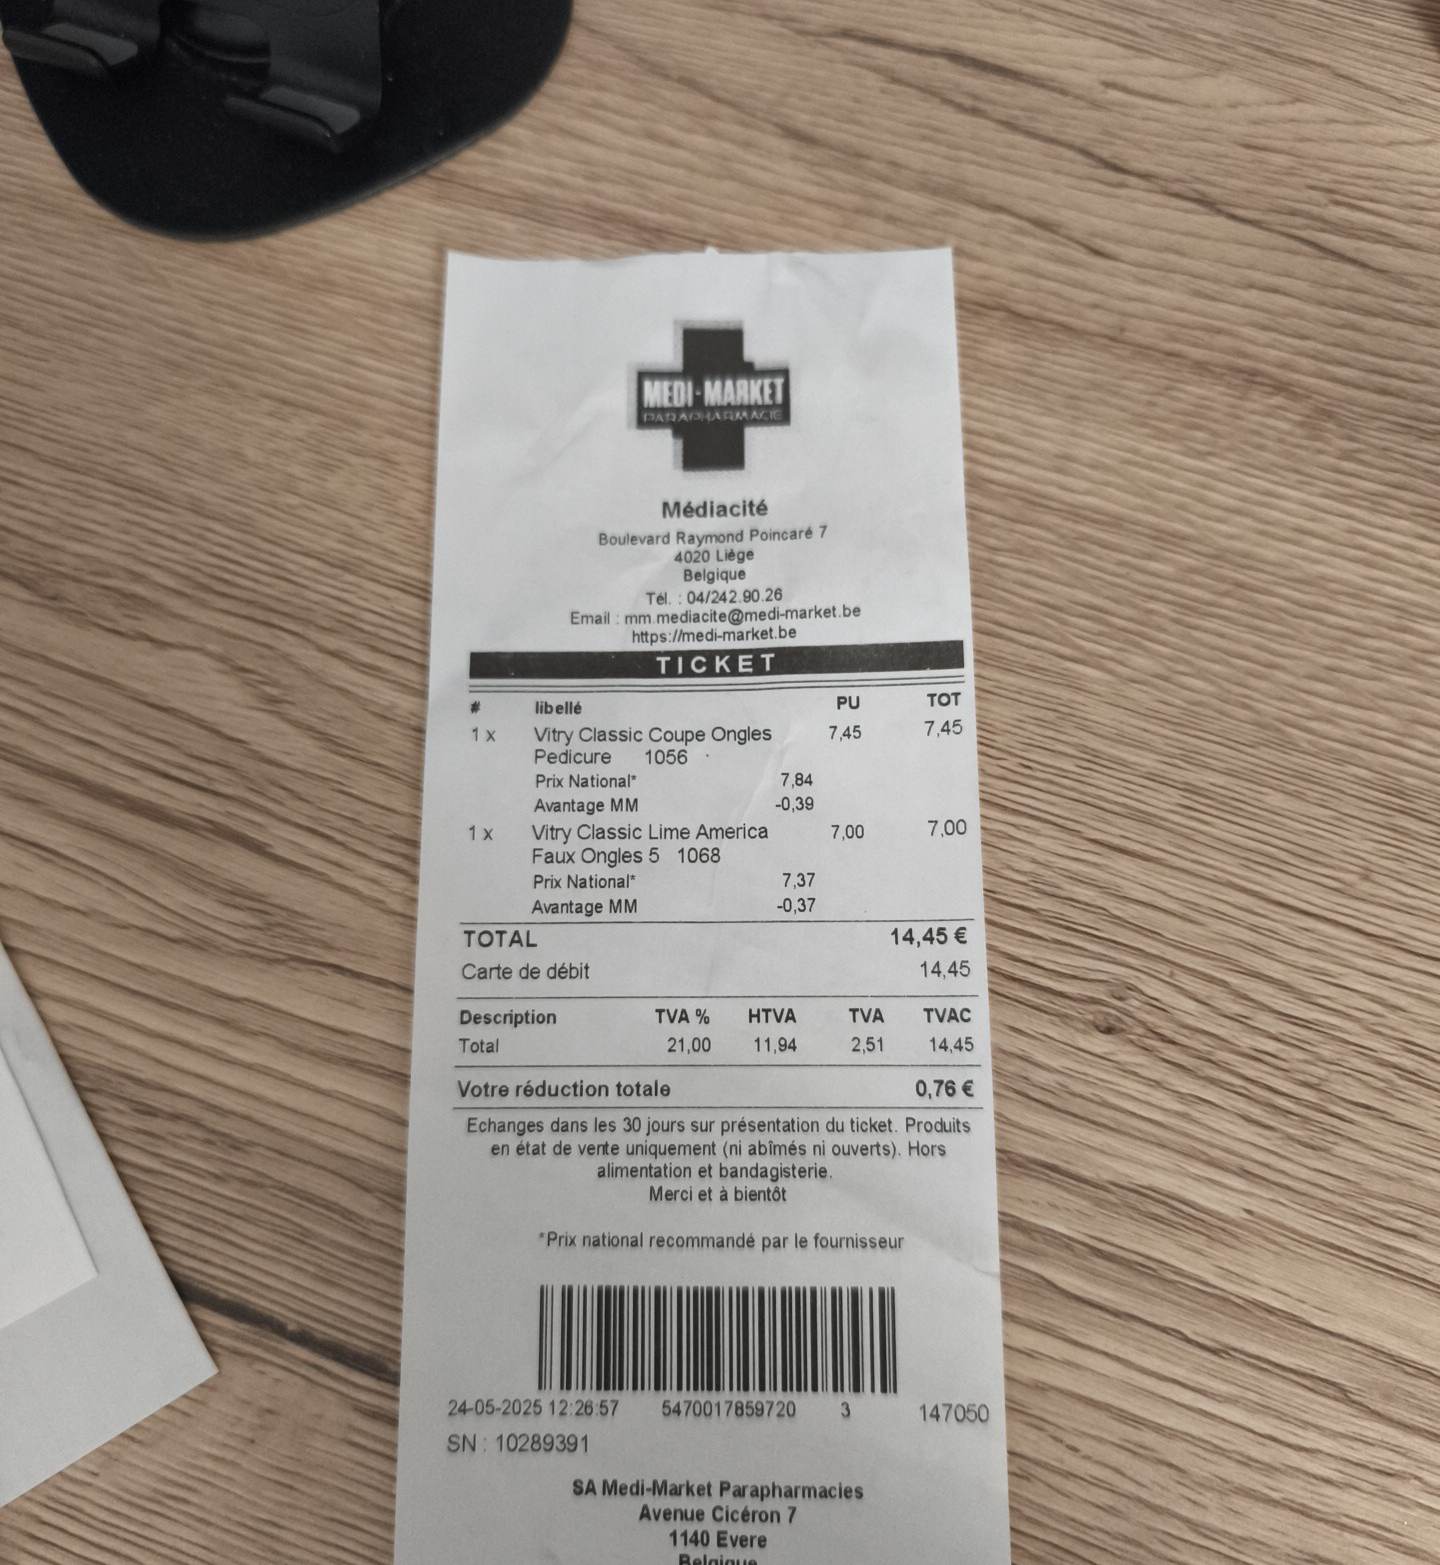 MEDI-MARKET
PARAPHARMACIE
Médiacité
Boulevard Raymond Poincaré 7
4020 Liège
Belgique
Tél. : 04/242.90.26
Email : mm.mediacite@medi-market.be
https://medi-market.be
TICKET
# libellé PU TOT
1 x Vitry Classic Coupe Ongles 7,45 7,45
Pedicure 1056
Prix National* 7,84
Avantage MM -0,39
1 x Vitry Classic Lime America 7,00 7,00
Faux Ongles 5 1068
Prix National* 7,37
Avantage MM -0,37
TOTAL 14,45 €
Carte de débit 14,45
Description TVA % HTVA TVA TVAC
Total 21,00 11,94 2,51 14,45
Votre réduction totale 0,76 €
Echanges dans les 30 jours sur présentation du ticket. Produits
en état de vente uniquement (ni abîmés ni ouverts). Hors
alimentation et bandagisterie.
Merci et à bientôt
*Prix national recommandé par le fournisseur
24-05-2025 12:26:57 5470017859720 3 147050
SN : 10289391
SA Medi-Market Parapharmacies
Avenue Cicéron 7
1140 Evere
Belgique